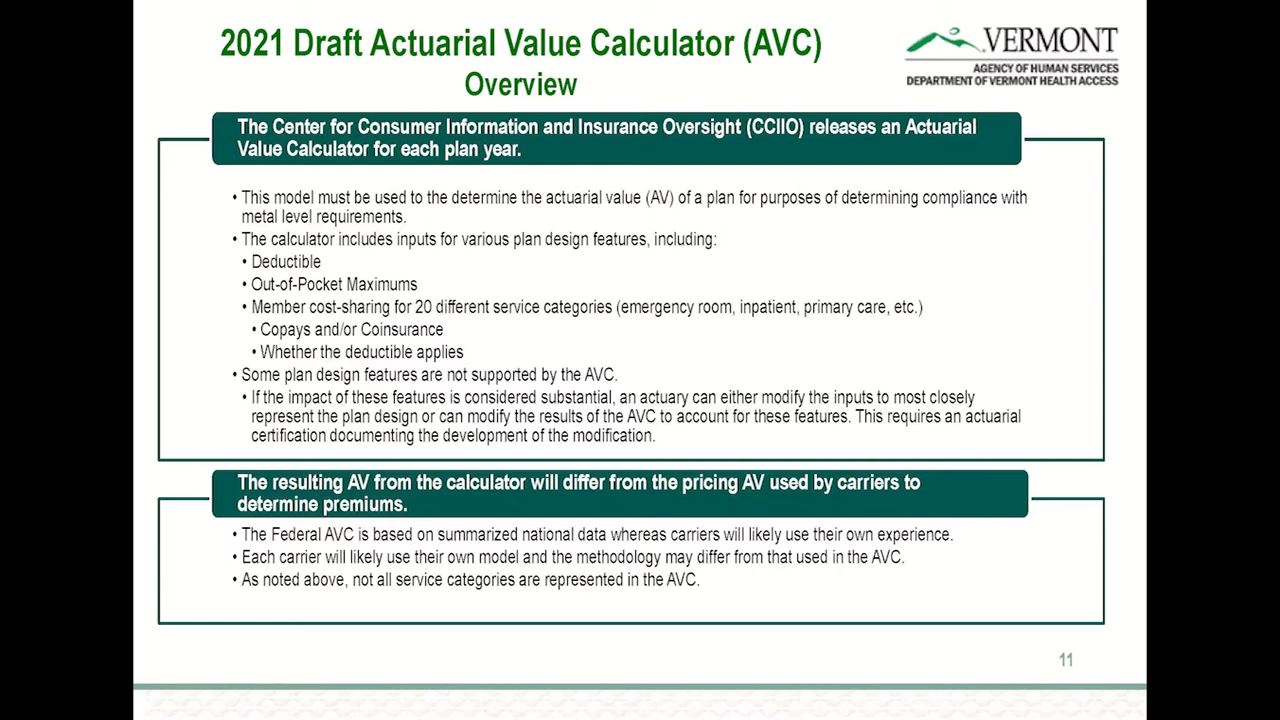 2021 Draft Actuarial Value Calculator (AVC)
Overview
VERMONT
AGENCY OF HUMAN SERVICES
DEPARTMENT OF VERMONT HEALTH ACCESS
The Center for Consumer Information and Insurance Oversight (CCIIO) releases an Actuarial
Value Calculator for each plan year.
• This model must be used to the determine the actuarial value (AV) of a plan for purposes of determining compliance with
metal level requirements.
• The calculator includes inputs for various plan design features, including:
• Deductible
• Out-of-Pocket Maximums
• Member cost-sharing for 20 different service categories (emergency room, inpatient, primary care, etc.)
• Copays and/or Coinsurance
• Whether the deductible applies
• Some plan design features are not supported by the AVC.
• If the impact of these features is considered substantial, an actuary can either modify the inputs to most closely
represent the plan design or can modify the results of the AVC to account for these features. This requires an actuarial
certification documenting the development of the modification.
The resulting AV from the calculator will differ from the pricing AV used by carriers to
determine premiums.
• The Federal AVC is based on summarized national data whereas carriers will likely use their own experience.
• Each carrier will likely use their own model and the methodology may differ from that used in the AVC.
• As noted above, not all service categories are represented in the AVC.
11